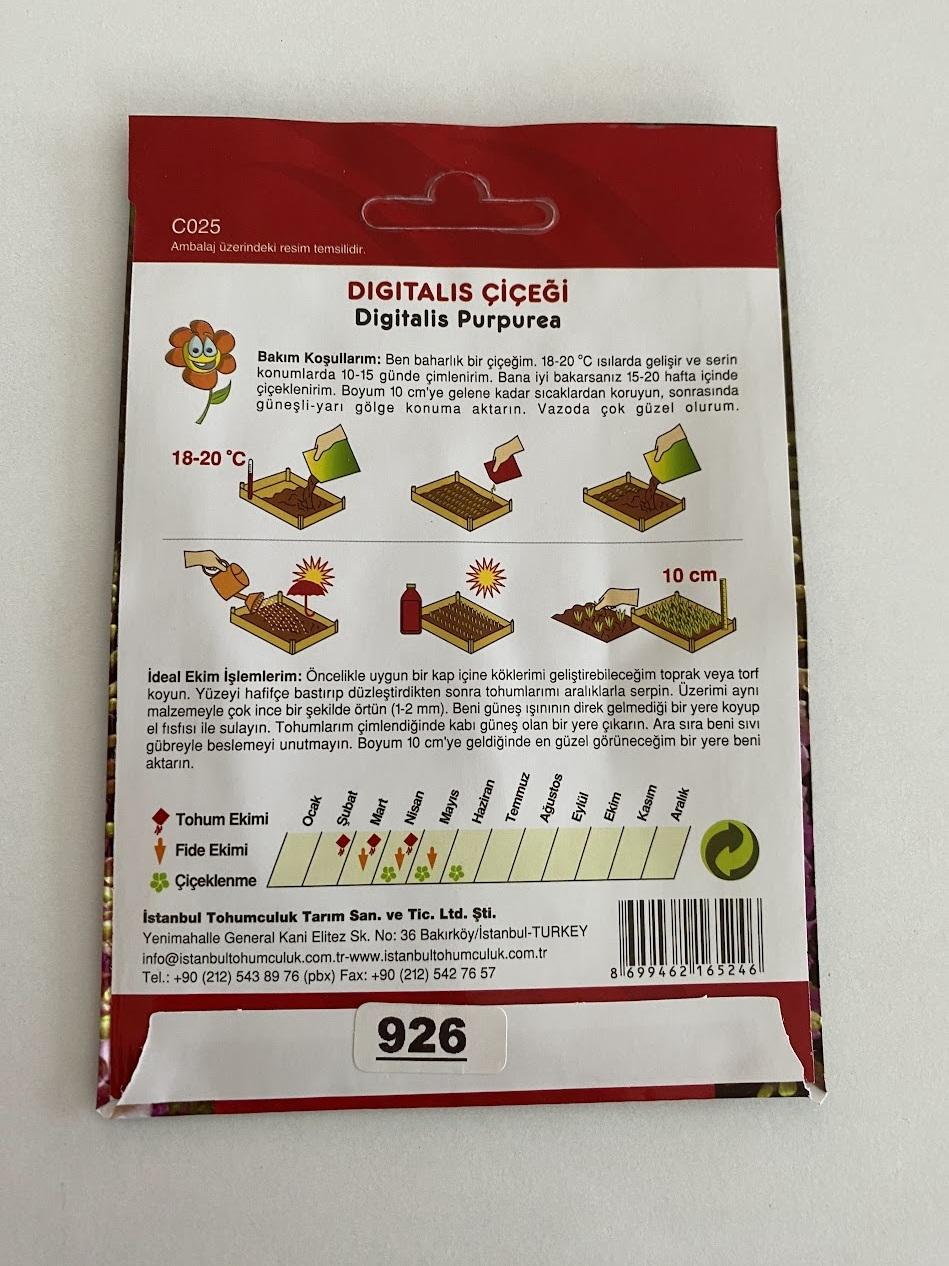 C025
Ambalaj üzerindeki resim temsilidir.
DIGITALIS ÇİÇEĞİ
Digitalis Purpurea
Bakım Koşullarım: Ben baharlık bir çiçeğim. 18-20 °C ısılarda gelişir ve serin
konumlarda 10-15 günde çimlenirim. Bana iyi bakarsanız 15-20 hafta içinde
çiçeklenirim. Boyum 10 cm'ye gelene kadar sıcaklardan koruyun, sonrasında
güneşli-yarı gölge konuma aktarın. Vazoda çok güzel olurum.
18-20 °C
10 cm
İdeal Ekim İşlemlerim: Öncelikle uygun bir kap içine köklerimi geliştirebileceğim toprak veya torf
koyun. Yüzeyi hafifçe bastırıp düzleştirdikten sonra tohumlarımı aralıklarla serpin. Üzerimi aynı
malzemeyle çok ince bir şekilde örtün (1-2 mm). Beni güneş ışınının direk gelmediği bir yere koyup
el fısfısı ile sulayın. Tohumlarım çimlendiğinde kabı güneş olan bir yere çıkarın. Ara sıra beni sıvı
gübreyle beslemeyi unutmayın. Boyum 10 cm'ye geldiğinde en güzel görüneceğim bir yere beni
aktarın.
Ocak Şubat Mart Nisan Mayıs Haziran Temmuz Ağustos Eylül Ekim Kasım Aralık
Tohum Ekimi
Fide Ekimi
Çiçeklenme
İstanbul Tohumculuk Tarım San. ve Tic. Ltd. Şti.
Yenimahalle General Kani Elitez Sk. No: 36 Bakırköy/İstanbul-TURKEY
info@istanbultohumculuk.com.tr-www.istanbultohumculuk.com.tr
Tel.: +90 (212) 543 89 76 (pbx) Fax: +90 (212) 542 76 57
8 699462 165246
926